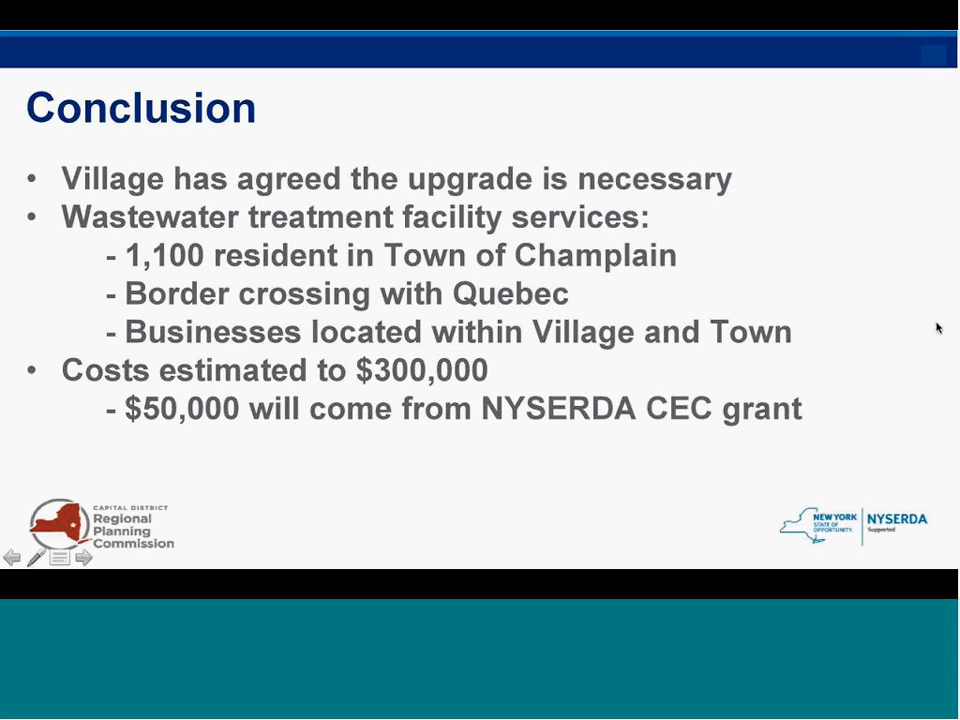 Conclusion
• Village has agreed the upgrade is necessary
• Wastewater treatment facility services:
- 1,100 resident in Town of Champlain
- Border crossing with Quebec
- Businesses located within Village and Town
• Costs estimated to $300,000
- $50,000 will come from NYSERDA CEC grant
CAPITAL DISTRICT
Regional
Planning
Commission
NEW YORK
STATE OF
OPPORTUNITY.
NYSERDA
Supported